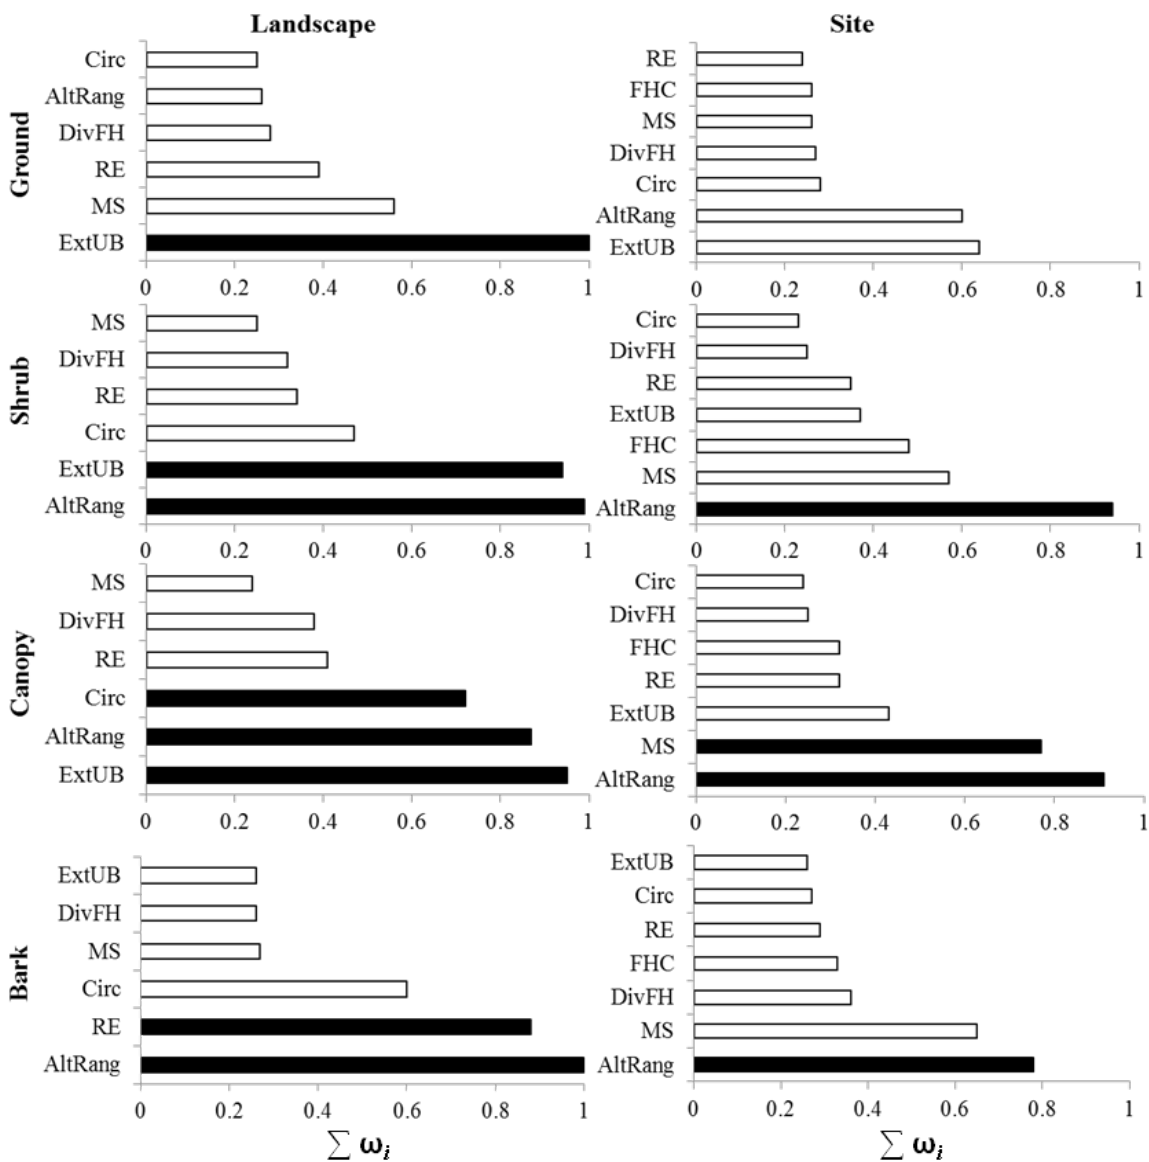 Landscape
Site
Ground
Circ
AltRang
DivFH
RE
MS
ExtUB
0 0.2 0.4 0.6 0.8 1
RE
FHC
MS
DivFH
Circ
AltRang
ExtUB
0 0.2 0.4 0.6 0.8 1
Shrub
MS
DivFH
RE
Circ
ExtUB
AltRang
0 0.2 0.4 0.6 0.8 1
Circ
DivFH
RE
ExtUB
FHC
MS
AltRang
0 0.2 0.4 0.6 0.8 1
Canopy
MS
DivFH
RE
Circ
AltRang
ExtUB
0 0.2 0.4 0.6 0.8 1
Circ
DivFH
FHC
RE
ExtUB
MS
AltRang
0 0.2 0.4 0.6 0.8 1
Bark
ExtUB
DivFH
MS
Circ
RE
AltRang
0 0.2 0.4 0.6 0.8 1
∑ ωi
ExtUB
Circ
RE
FHC
DivFH
MS
AltRang
0 0.2 0.4 0.6 0.8 1
∑ ωi